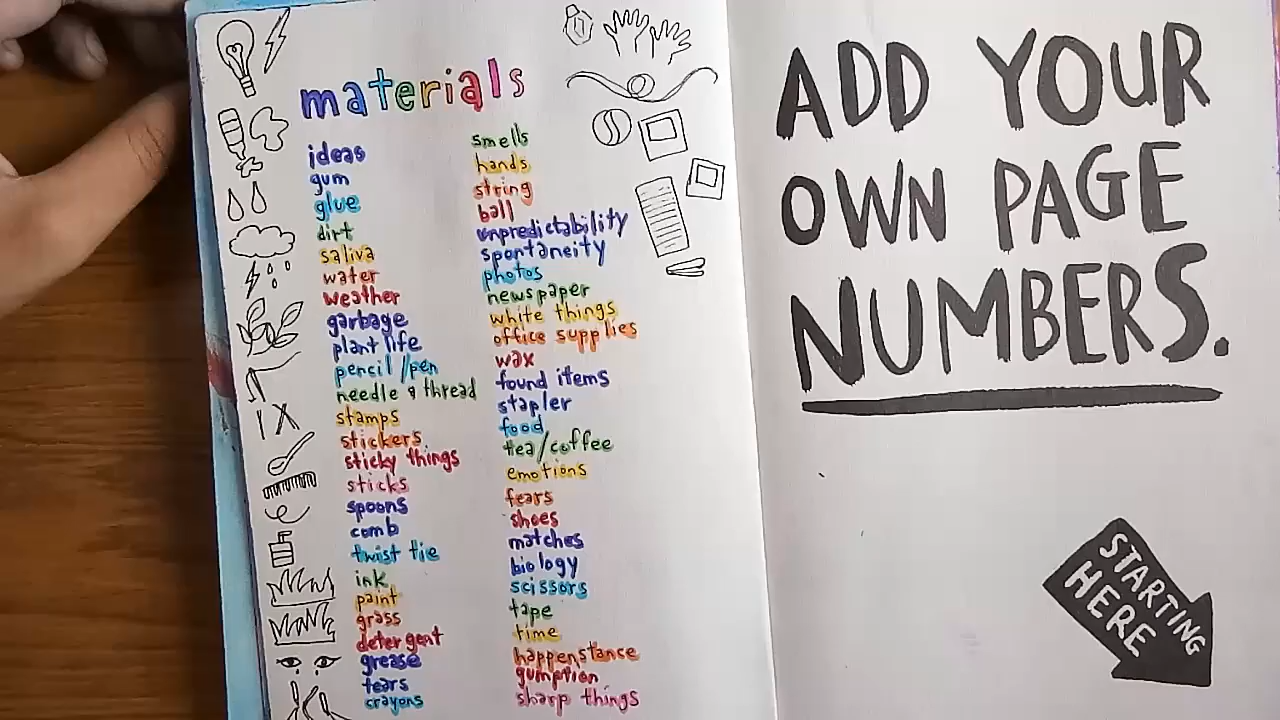 materials
ideas
gum
glue
dirt
saliva
water
weather
garbage
plant life
pencil/pen
needle & thread
stamps
stickers
sticky things
sticks
spoons
comb
twist tie
ink
paint
grass
detergent
grease
tears
crayons
smells
hands
string
ball
unpredictability
spontaneity
photos
newspaper
white things
office supplies
wax
found items
stapler
food
tea/coffee
emotions
fears
shoes
matches
biology
scissors
tape
time
happenstance
gumption
sharp things
ADD YOUR
OWN PAGE
NUMBERS.
STARTING
HERE